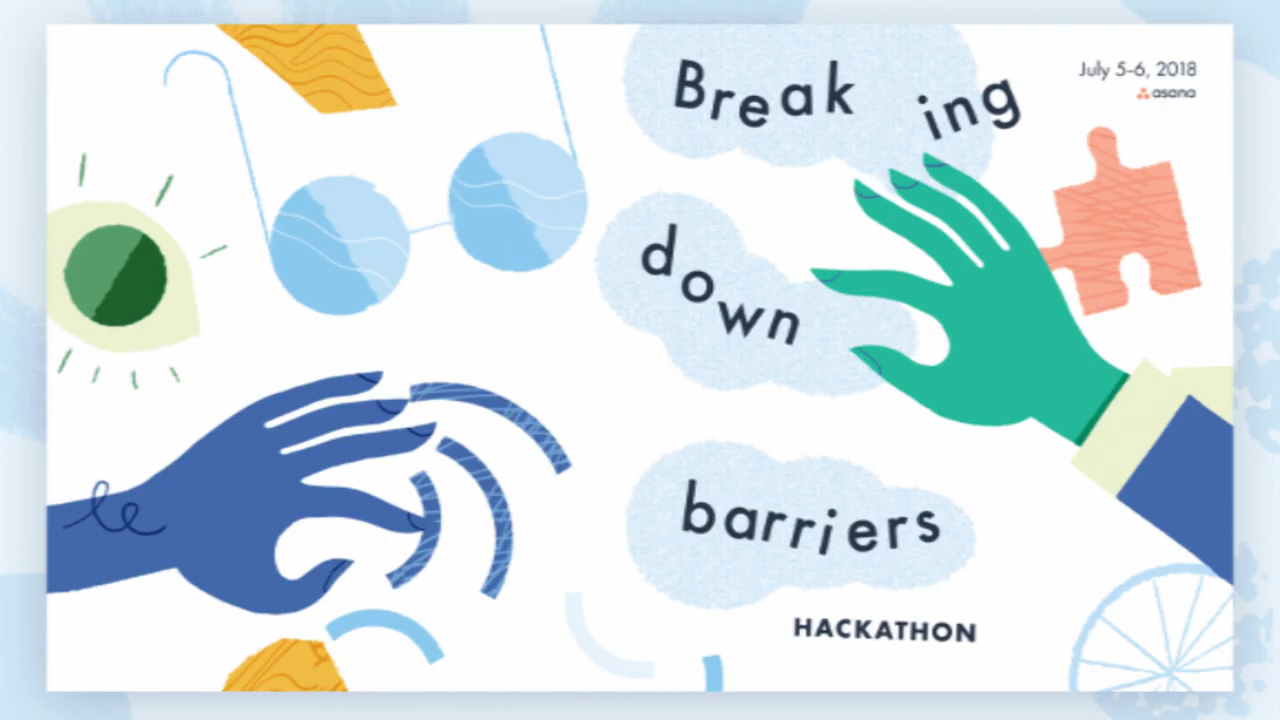 Break ing
down
barriers
HACKATHON
July 5-6, 2018
asana